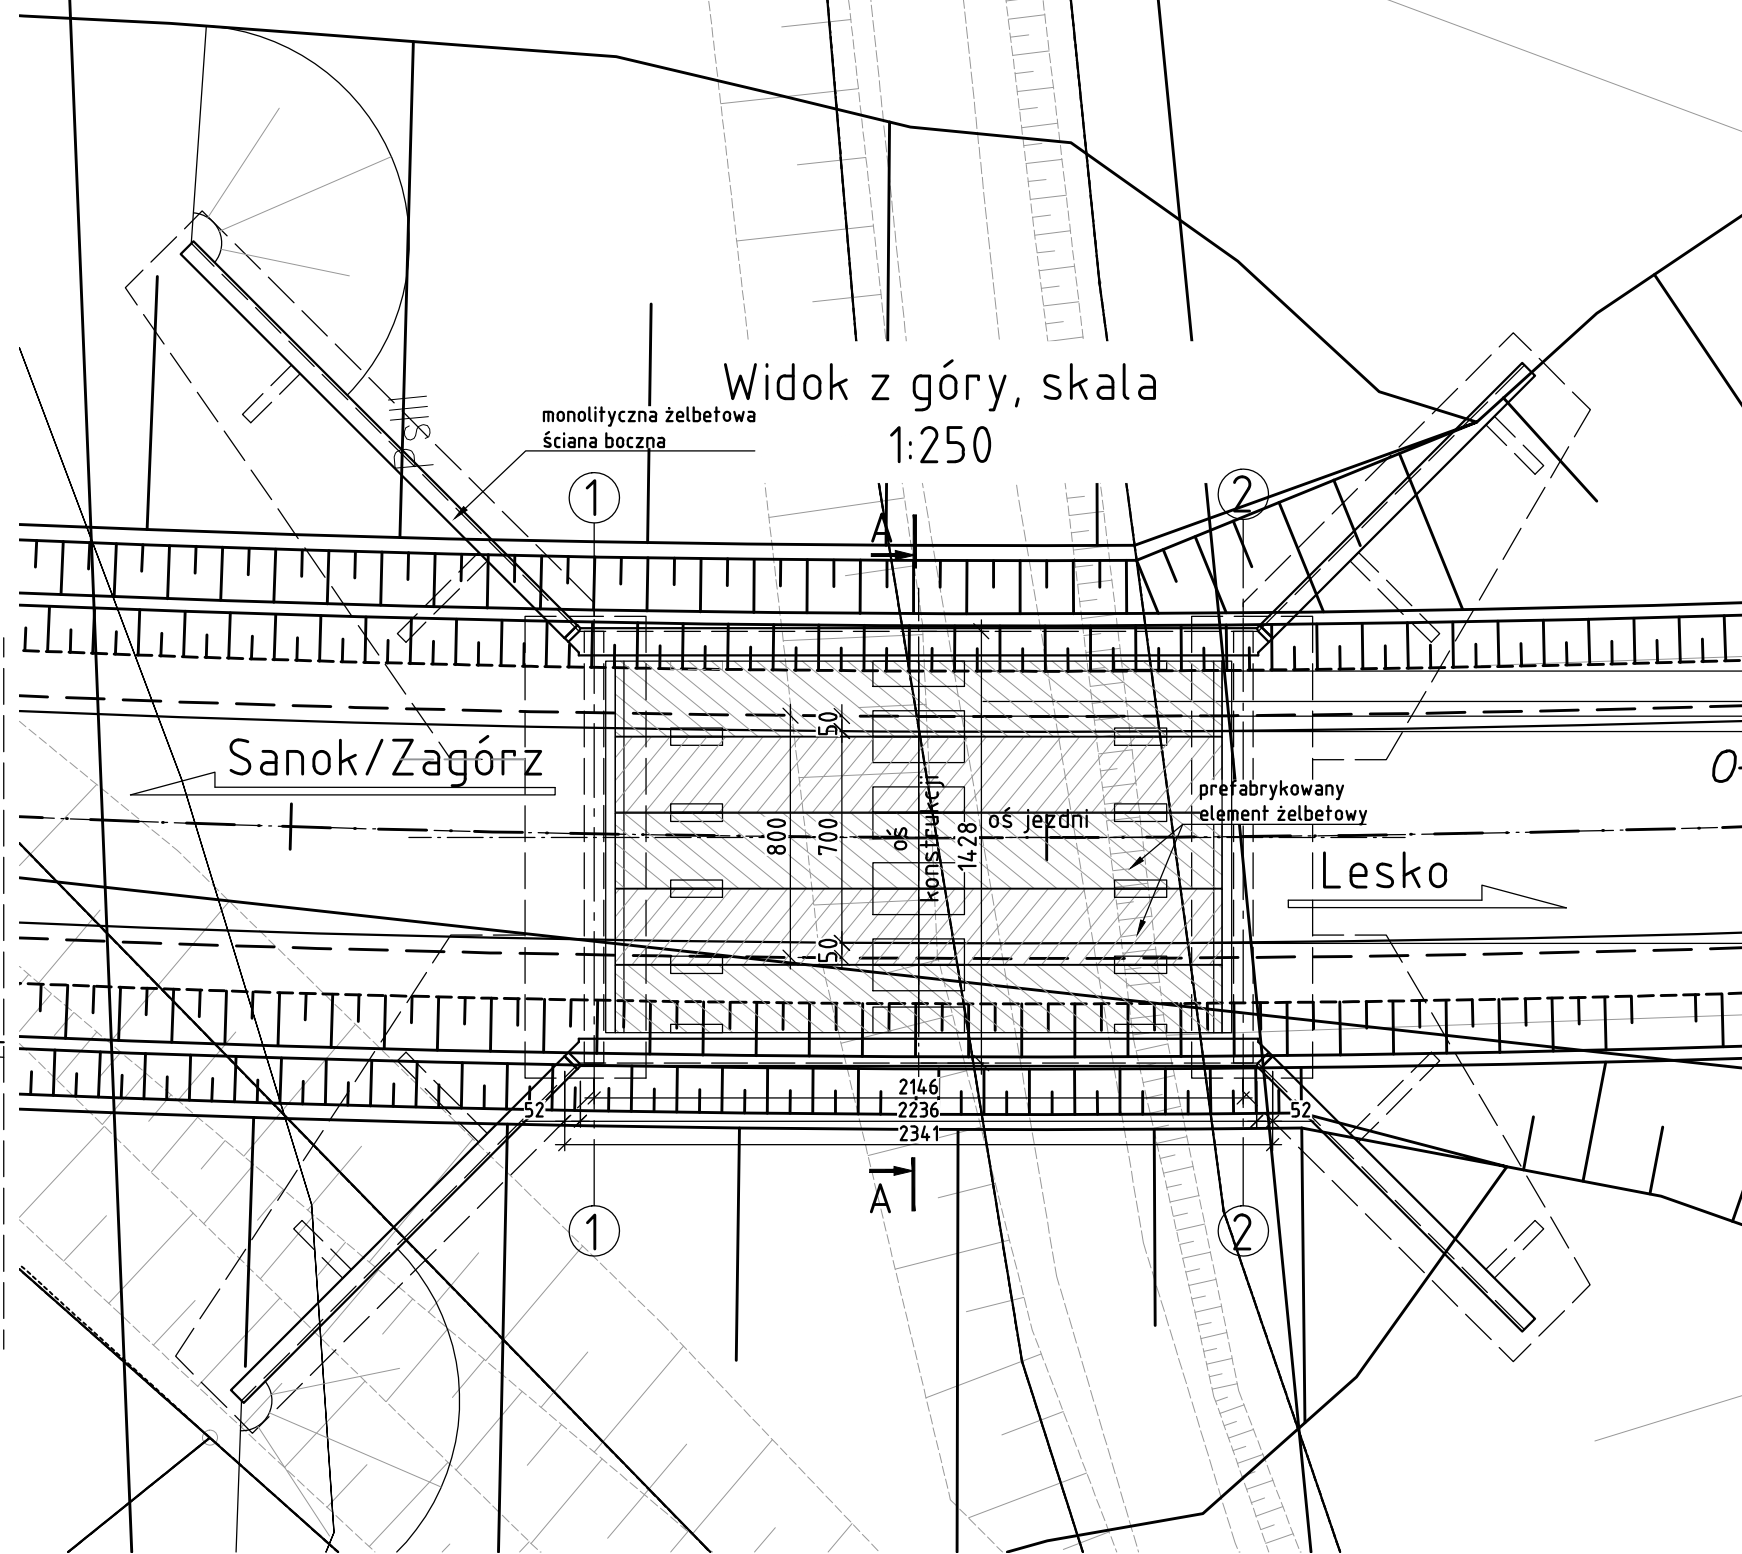 Widok z góry, skala
1:250
monolityczna żelbetowa
ściana boczna
1
2
A
50
Sanok/Zagórz
prefabrykowany
element żelbetowy
800
700
oś
konstrukcji
1428
oś jezdni
Lesko
50
2146
52
2236
52
2341
A
1
2